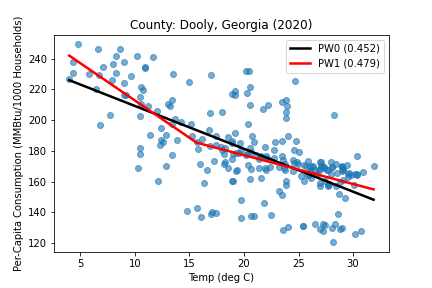 County: Dooly, Georgia (2020)
PW0 (0.452)
PW1 (0.479)
Per-Capita Consumption (MMBtu/1000 Households)
240
220
200
180
160
140
120
5 10 15 20 25 30
Temp (deg C)